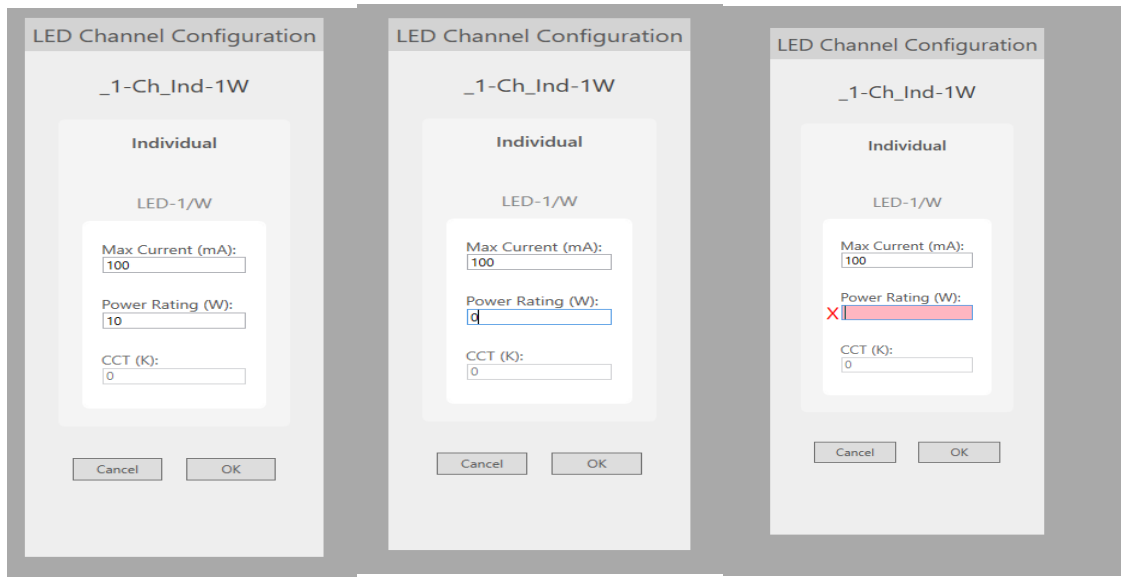 LED Channel Configuration
_1-Ch_Ind-1W
Individual
LED-1/W
Max Current (mA):
100
Power Rating (W):
10
CCT (K):
0
Cancel
OK
LED Channel Configuration
_1-Ch_Ind-1W
Individual
LED-1/W
Max Current (mA):
100
Power Rating (W):
0
CCT (K):
0
Cancel
OK
LED Channel Configuration
_1-Ch_Ind-1W
Individual
LED-1/W
Max Current (mA):
100
Power Rating (W):
X
CCT (K):
0
Cancel
OK